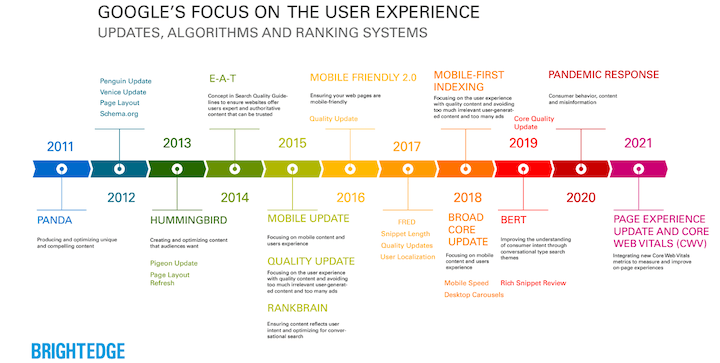 GOOGLE'S FOCUS ON THE USER EXPERIENCE
UPDATES, ALGORITHMS AND RANKING SYSTEMS
Penguin Update
Venice Update
Page Layout
Schema.org
E-A-T
Concept in Search Quality Guide-
lines to ensure websites offer
users expert and authoritative
content that can be trusted
MOBILE FRIENDLY 2.0
Ensuring your web pages are
mobile-friendly
Quality Update
MOBILE-FIRST
INDEXING
Focusing on the user experience
with quality content and avoiding
too much irrelevant user-generat-
ed content and too many ads
Core Quality
Update
PANDEMIC RESPONSE
Consumer behavior, content
and misinformation
2011
2013
2015
2017
2019
2021
2012
2014
2016
2018
2020
PANDA
Producing and optimizing unique
and compelling content
HUMMINGBIRD
Creating and optimizing content
that audiences want
Pigeon Update
Page Layout
Refresh
MOBILE UPDATE
Focusing on mobile content and
users experience
QUALITY UPDATE
Focusing on the user experience
with quality content and avoiding
too much irrelevant user-generat-
ed content and too many ads
RANKBRAIN
Ensuring content reflects user
intent and optimizing for conver-
sational search
FRED
Snippet Length
Quality Updates
User Localization
BROAD
CORE
UPDATE
Focusing on mobile
content and users
experience
Mobile Speed
Desktop Carousels
BERT
Improving the understanding
of consumer intent through
conversational type search
themes
Rich Snippet Review
PAGE EXPERIENCE
UPDATE AND CORE
WEB VITALS (CWV)
Integrating new Core Web Vitals
metrics to measure and improve
on-page experiences
BRIGHTEDGE